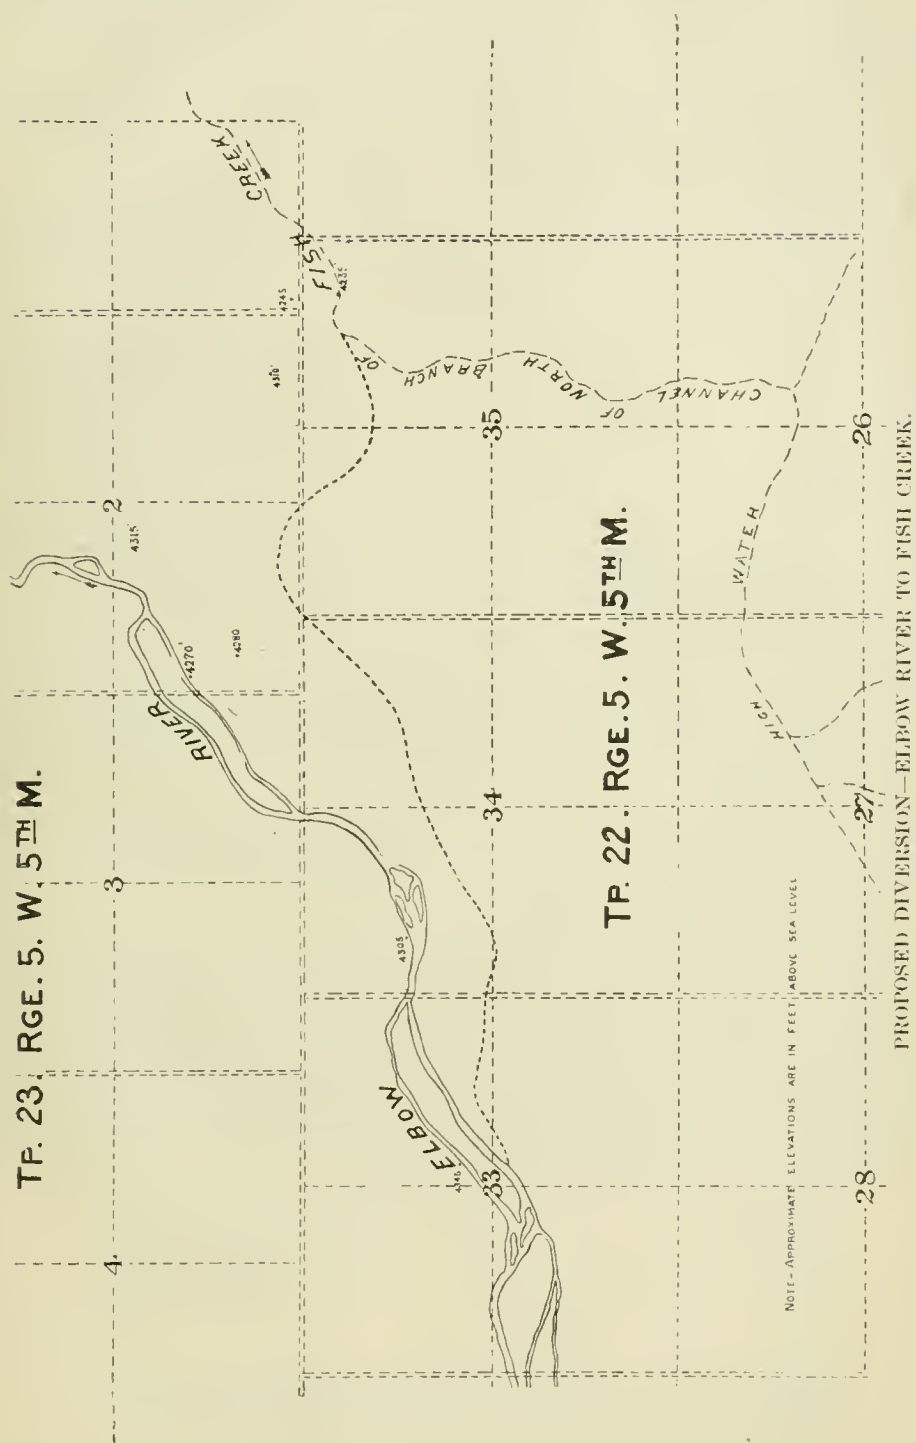 TP. 23. RGE. 5. W. 5TH M.
4
3
2
RIVER
ELBOW
CREEK
FISH
OF
BRANCH
NORTH
OF
CHANNEL
4315
4310
4245
4235
4280
4270
4305
33
34
35
TP. 22. RGE. 5. W. 5TH M.
HIGH
WATER
28
27
26
NOTE- APPROXIMATE ELEVATIONS ARE IN FEET ABOVE SEA LEVEL
PROPOSED DIVERSION—ELBOW RIVER TO FISH CREEK.